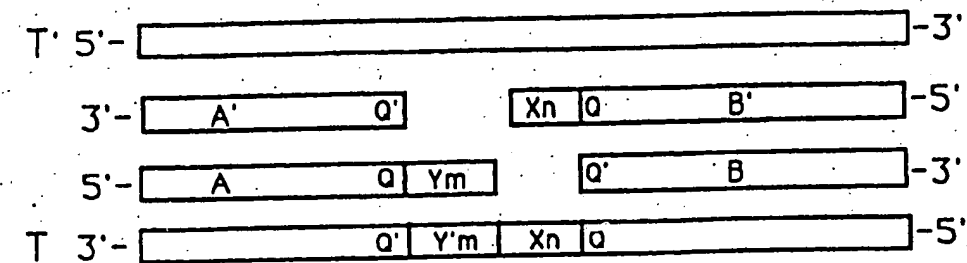 T' 5'- -3'
3'- A' Q' Xn Q B' -5'
5'- A Q Ym Q' B -3'
T 3'- Q' Y'm Xn Q -5'